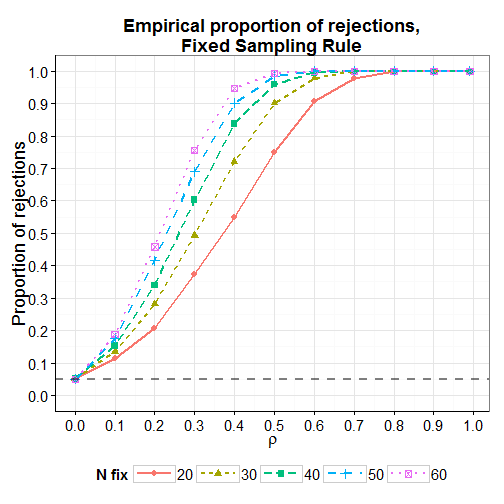 Empirical proportion of rejections,
Fixed Sampling Rule
Proportion of rejections
1.0
0.9
0.8
0.7
0.6
0.5
0.4
0.3
0.2
0.1
0.0
0.0 0.1 0.2 0.3 0.4 0.5 0.6 0.7 0.8 0.9 1.0
ρ
N fix 20 30 40 50 60